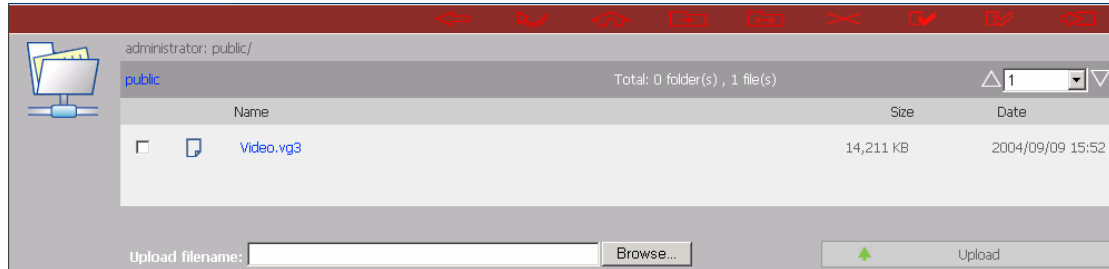 administrator: public/
public Total: 0 folder(s) , 1 file(s) 1
Name Size Date
Video.vg3 14,211 KB 2004/09/09 15:52
Upload filename: Browse... Upload